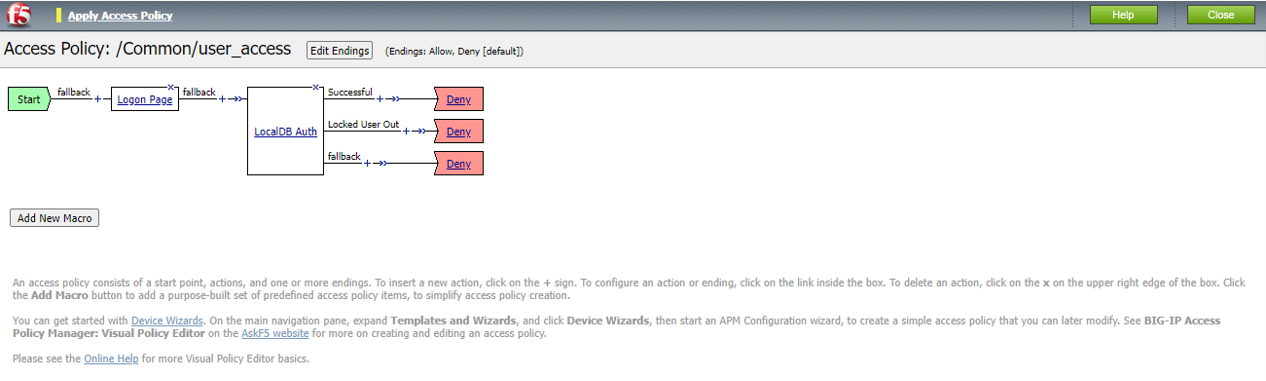 f5 Apply Access Policy Help Close
Access Policy: /Common/user_access Edit Endings (Endings: Allow, Deny [default])
Start fallback + Logon Page x fallback + LocalDB Auth x Successful + Deny
Locked User Out + Deny
fallback + Deny
Add New Macro
An access policy consists of a start point, actions, and one or more endings. To insert a new action, click on the + sign. To configure an action or ending, click on the link inside the box. To delete an action, click on the x on the upper right edge of the box. Click
the Add Macro button to add a purpose-built set of predefined access policy items, to simplify access policy creation.
You can get started with Device Wizards. On the main navigation pane, expand Templates and Wizards, and click Device Wizards, then start an APM Configuration wizard, to create a simple access policy that you can later modify. See BIG-IP Access
Policy Manager: Visual Policy Editor on the AskF5 website for more on creating and editing an access policy.
Please see the Online Help for more Visual Policy Editor basics.